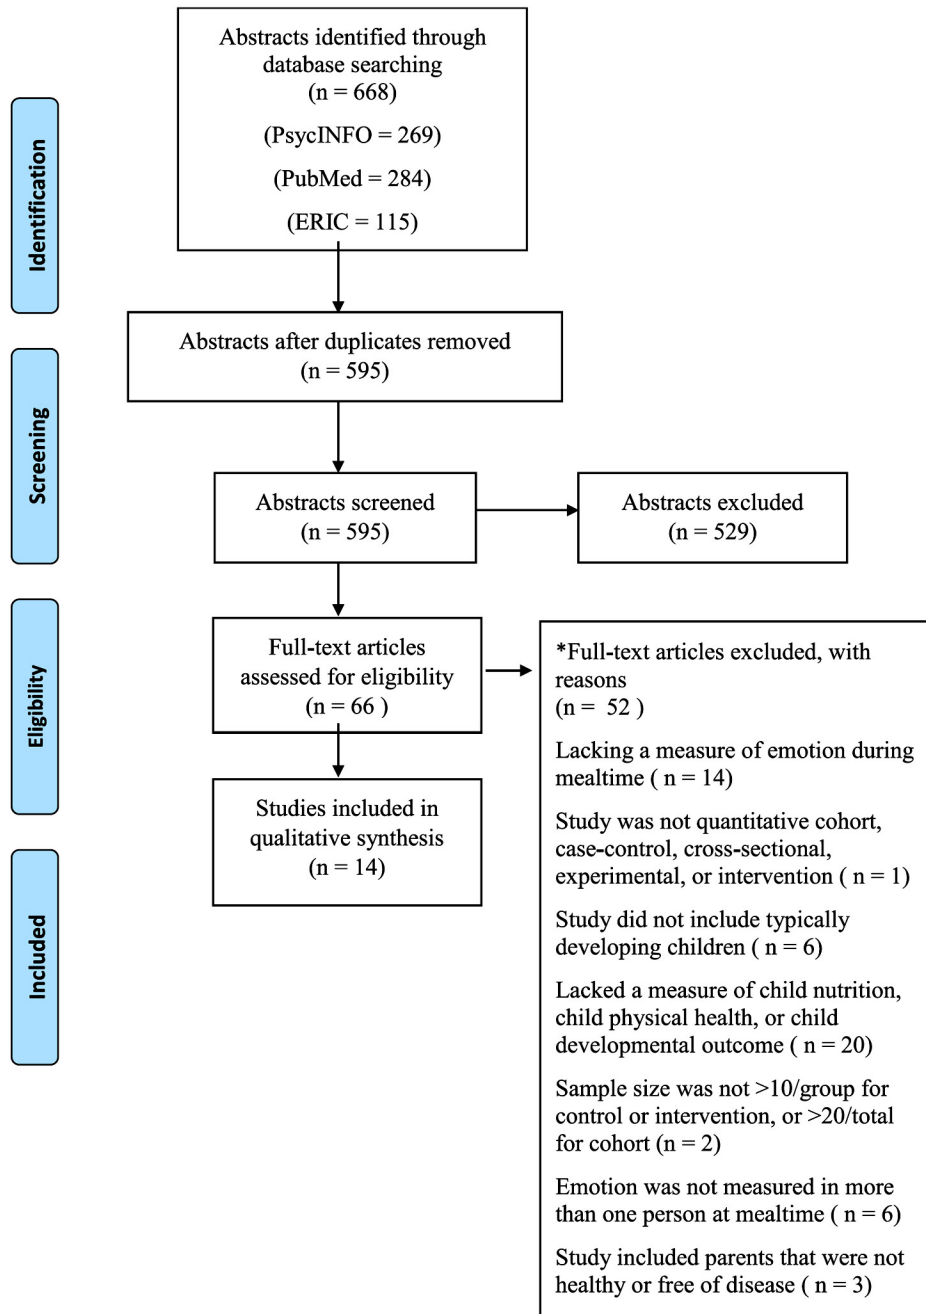 Abstracts identified through
database searching
(n = 668)
(PsycINFO = 269)
(PubMed = 284)
(ERIC = 115)
Identification
Abstracts after duplicates removed
(n = 595)
Screening
Abstracts screened
(n = 595)
Abstracts excluded
(n = 529)
Eligibility
Full-text articles
assessed for eligibility
(n = 66 )
*Full-text articles excluded, with
reasons
(n =  52 )
Lacking a measure of emotion during
mealtime ( n = 14)
Study was not quantitative cohort,
case-control, cross-sectional,
experimental, or intervention ( n = 1)
Study did not include typically
developing children ( n = 6)
Lacked a measure of child nutrition,
child physical health, or child
developmental outcome ( n = 20)
Sample size was not >10/group for
control or intervention, or >20/total
for cohort (n = 2)
Emotion was not measured in more
than one person at mealtime ( n = 6)
Study included parents that were not
healthy or free of disease ( n = 3)
Included
Studies included in
qualitative synthesis
(n = 14)